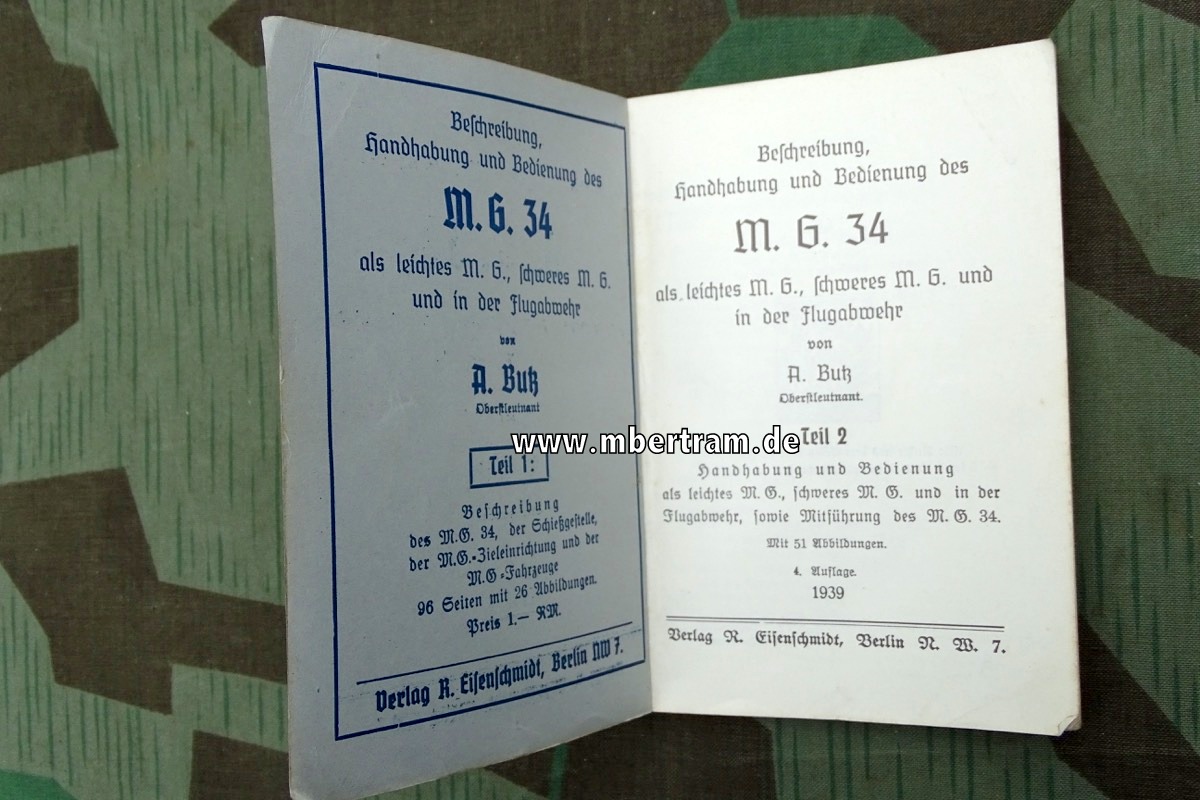 Beschreibung,
Handhabung und Bedienung des
M. G. 34
als leichtes M. G., schweres M. G.
und in der Flugabwehr
von
A. Butz
Oberstleutnant
Teil 1:
Beschreibung
des M.G. 34, der Schießgestelle,
der M.G.-Zieleinrichtung und der
M.G-Fahrzeuge
96 Seiten mit 26 Abbildungen.
Preis 1.— RM.
Verlag R. Eisenschmidt, Berlin NW 7.
Beschreibung,
Handhabung und Bedienung des
M. G. 34
als leichtes M. G., schweres M. G. und
in der Flugabwehr
von
A. Butz
Oberstleutnant.
Teil 2
Handhabung und Bedienung
als leichtes M. G., schweres M. G. und in der
Flugabwehr, sowie Mitführung des M. G. 34.
Mit 51 Abbildungen.
4. Auflage.
1939
Verlag R. Eisenschmidt, Berlin N. W. 7.
www.mbertram.de